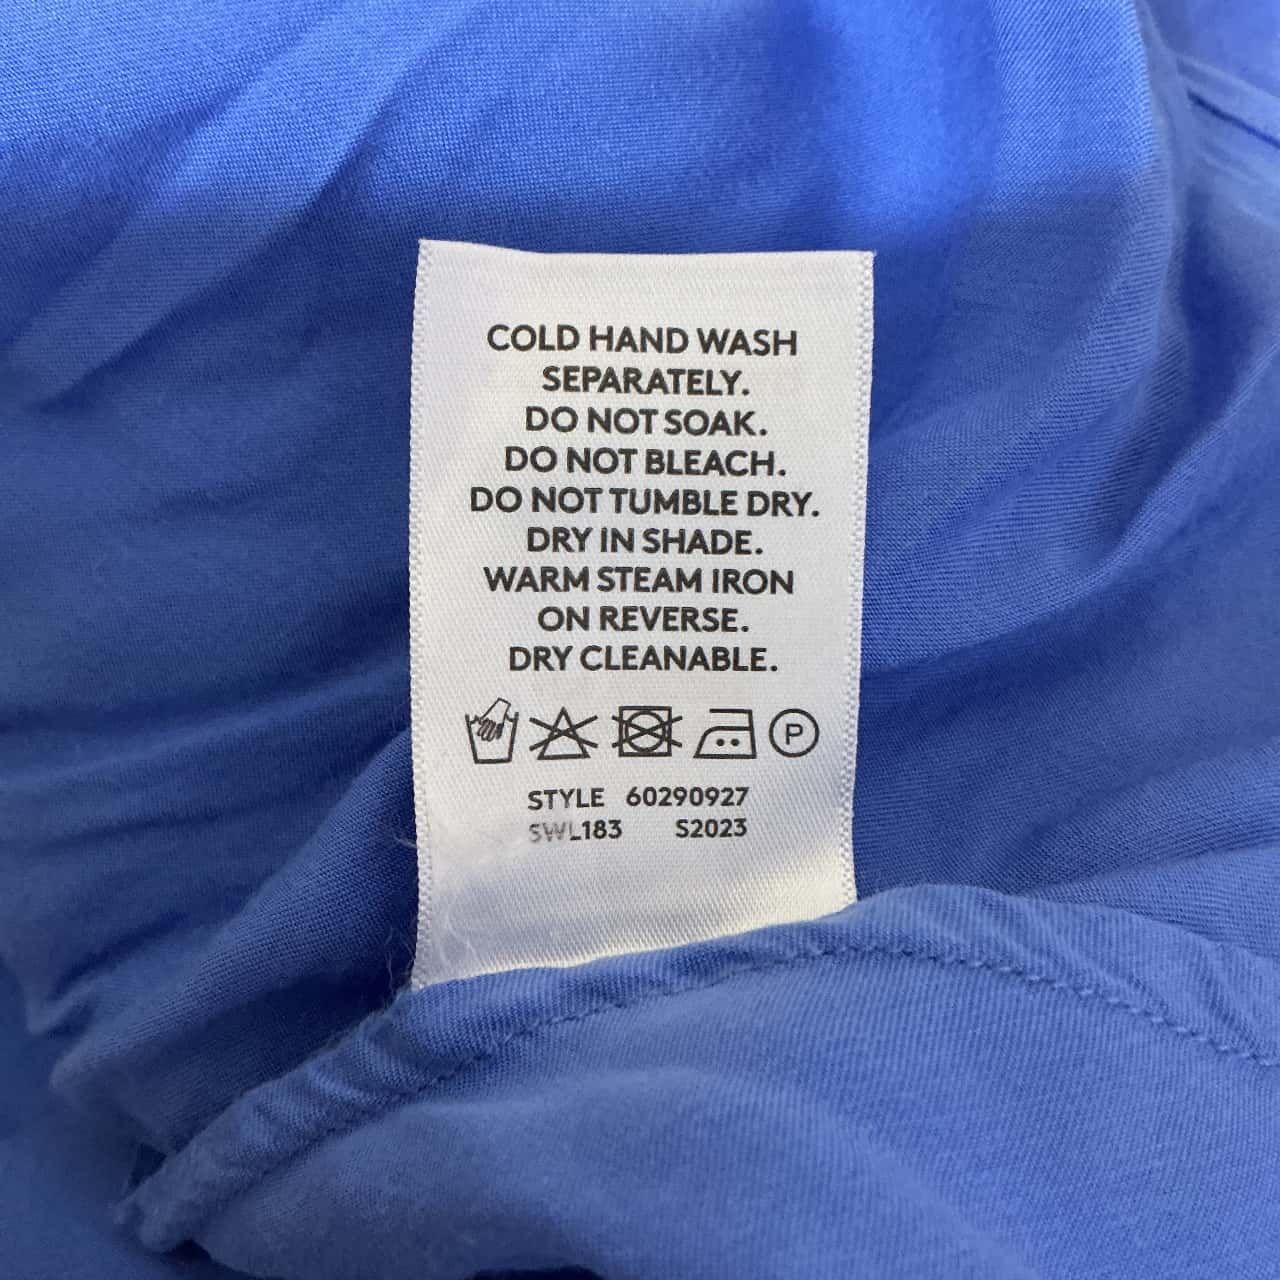 COLD HAND WASH
SEPARATELY.
DO NOT SOAK.
DO NOT BLEACH.
DO NOT TUMBLE DRY.
DRY IN SHADE.
WARM STEAM IRON
ON REVERSE.
DRY CLEANABLE.
P
STYLE 60290927
SWL183 S2023